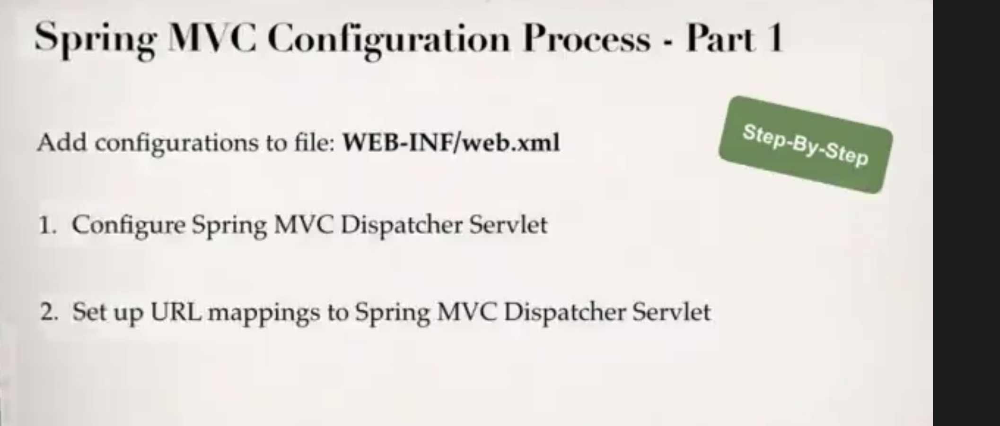 Spring MVC Configuration Process - Part 1
Add configurations to file: WEB-INF/web.xml
Step-By-Step
1. Configure Spring MVC Dispatcher Servlet
2. Set up URL mappings to Spring MVC Dispatcher Servlet